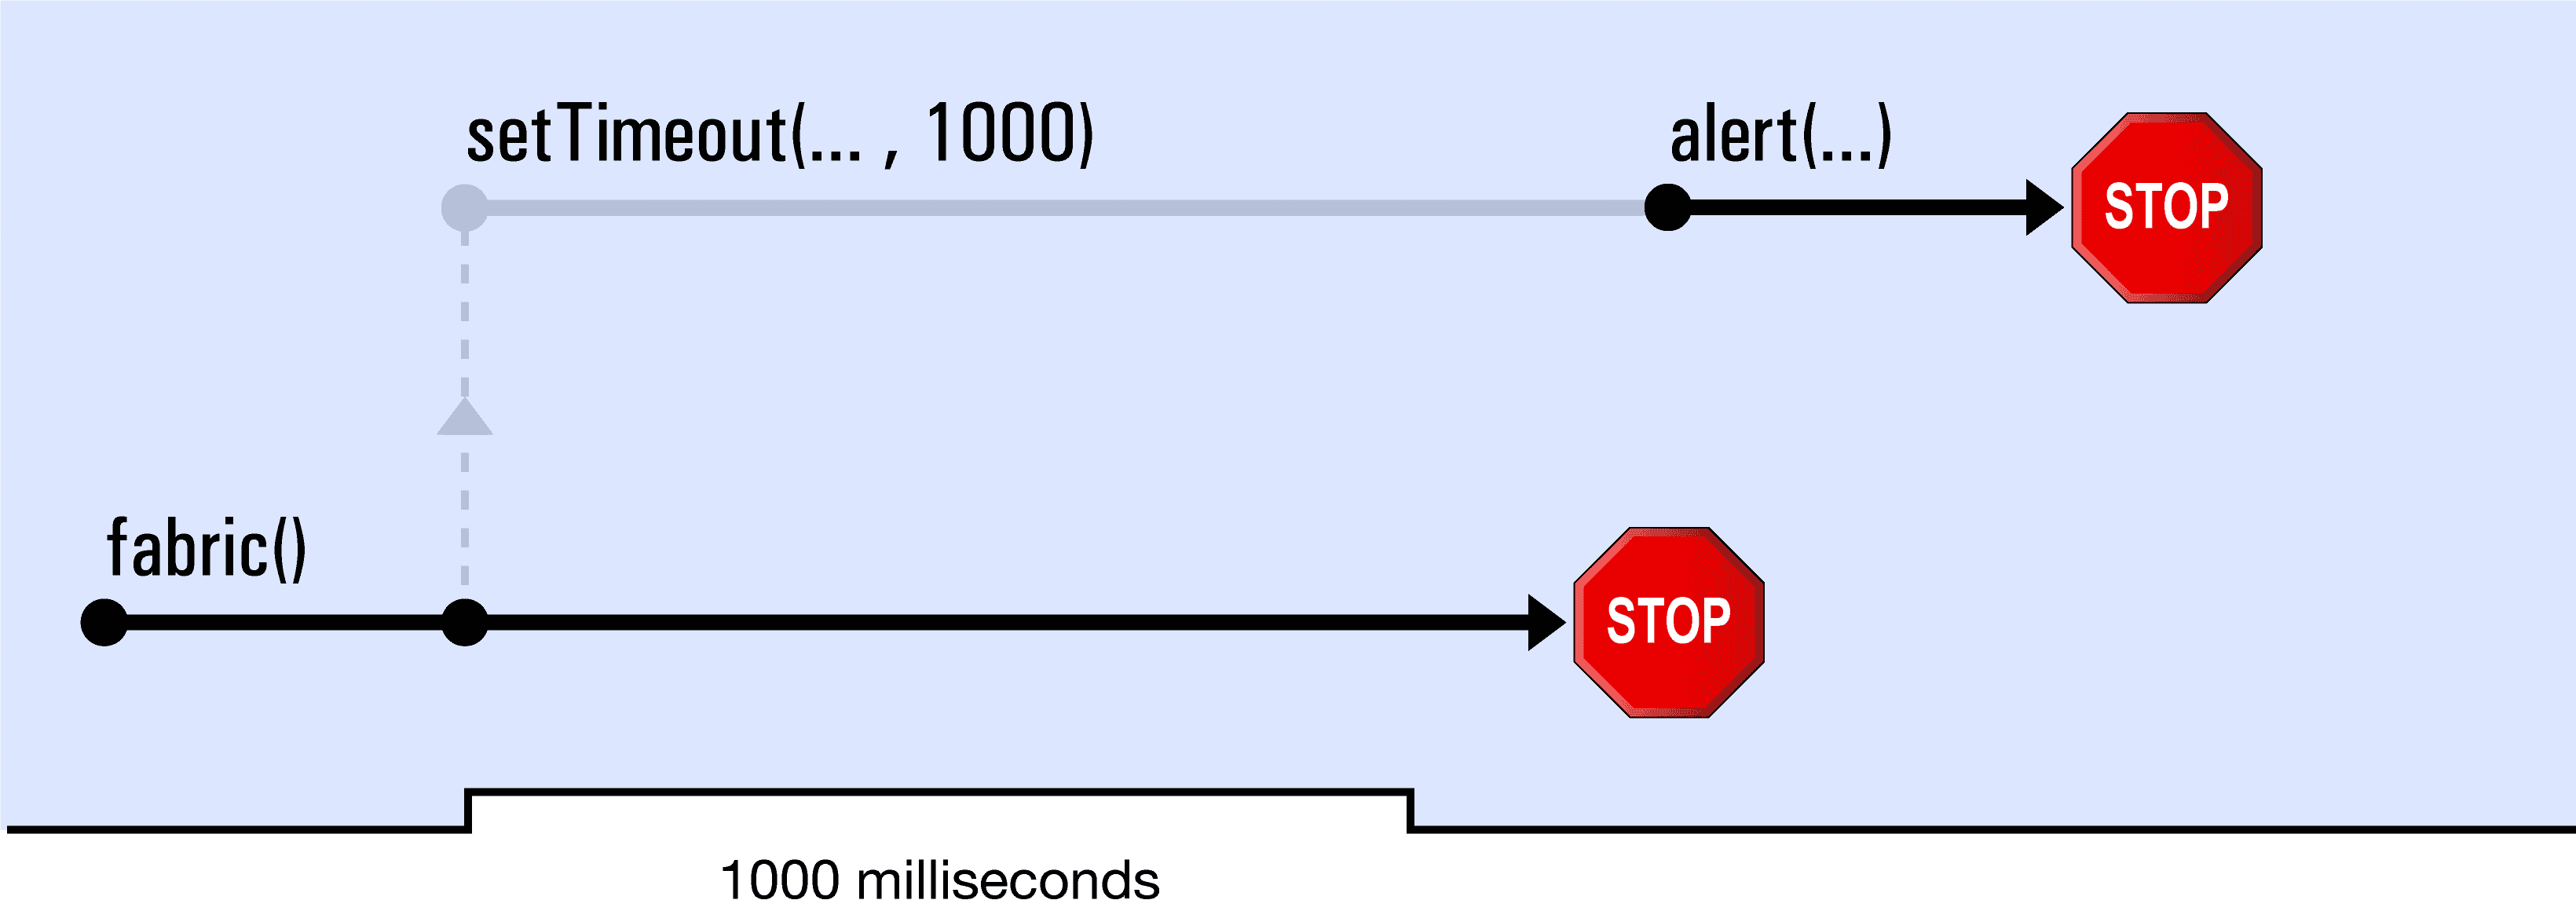 setTimeout(... , 1000)
alert(...)
STOP
fabric()
STOP
1000 milliseconds